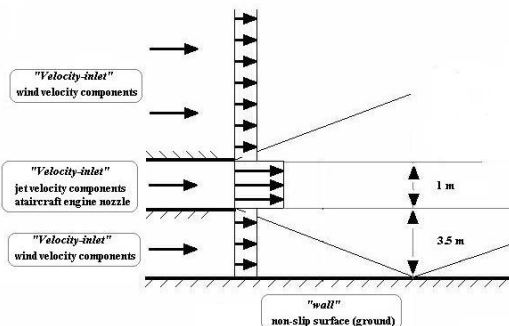 "Velocity-inlet"
wind velocity components
"Velocity-inlet"
jet velocity components
ataircraft engine nozzle
1 m
"Velocity-inlet"
wind velocity components
3.5 m
"wall"
non-slip surface (ground)